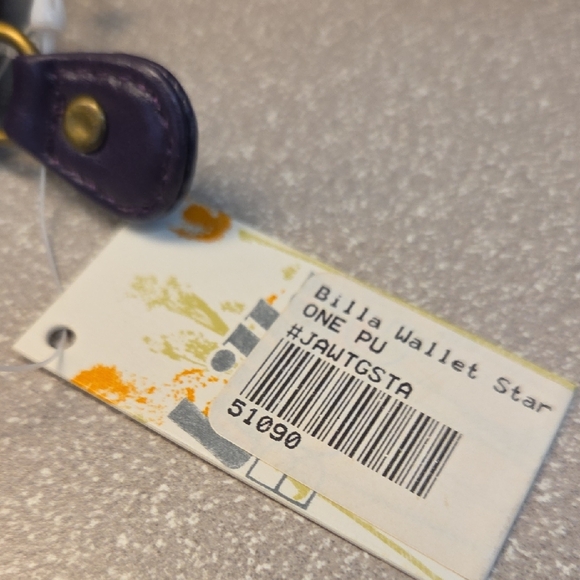 Billa Wallet Star
ONE PU
#JAWTGSTA
51090